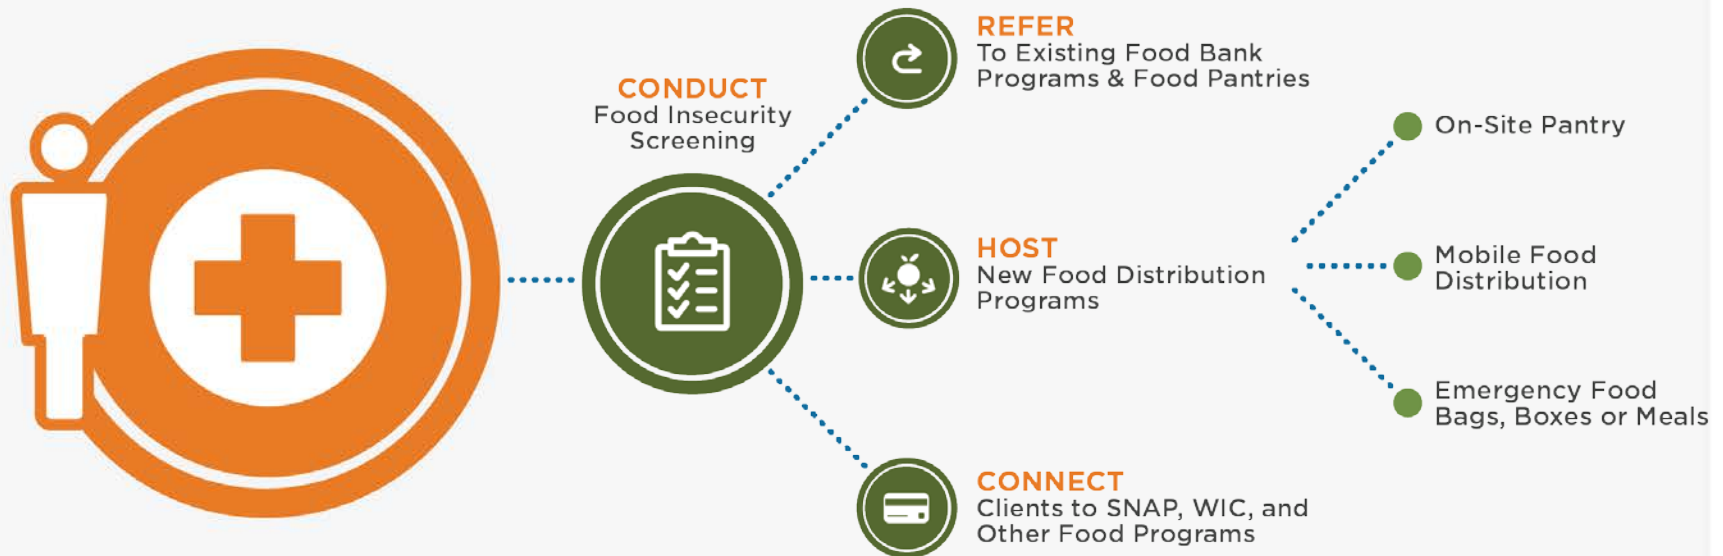 CONDUCT
Food Insecurity
Screening
REFER
To Existing Food Bank
Programs & Food Pantries
HOST
New Food Distribution
Programs
CONNECT
Clients to SNAP, WIC, and
Other Food Programs
On-Site Pantry
Mobile Food
Distribution
Emergency Food
Bags, Boxes or Meals